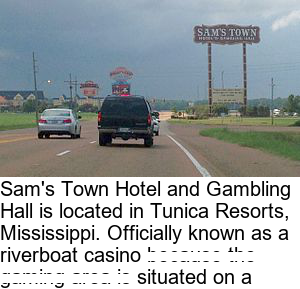 SAM'S TOWN
Sam's Town Hotel and Gambling
Hall is located in Tunica Resorts,
Mississippi. Officially known as a
riverboat casino
situated on a